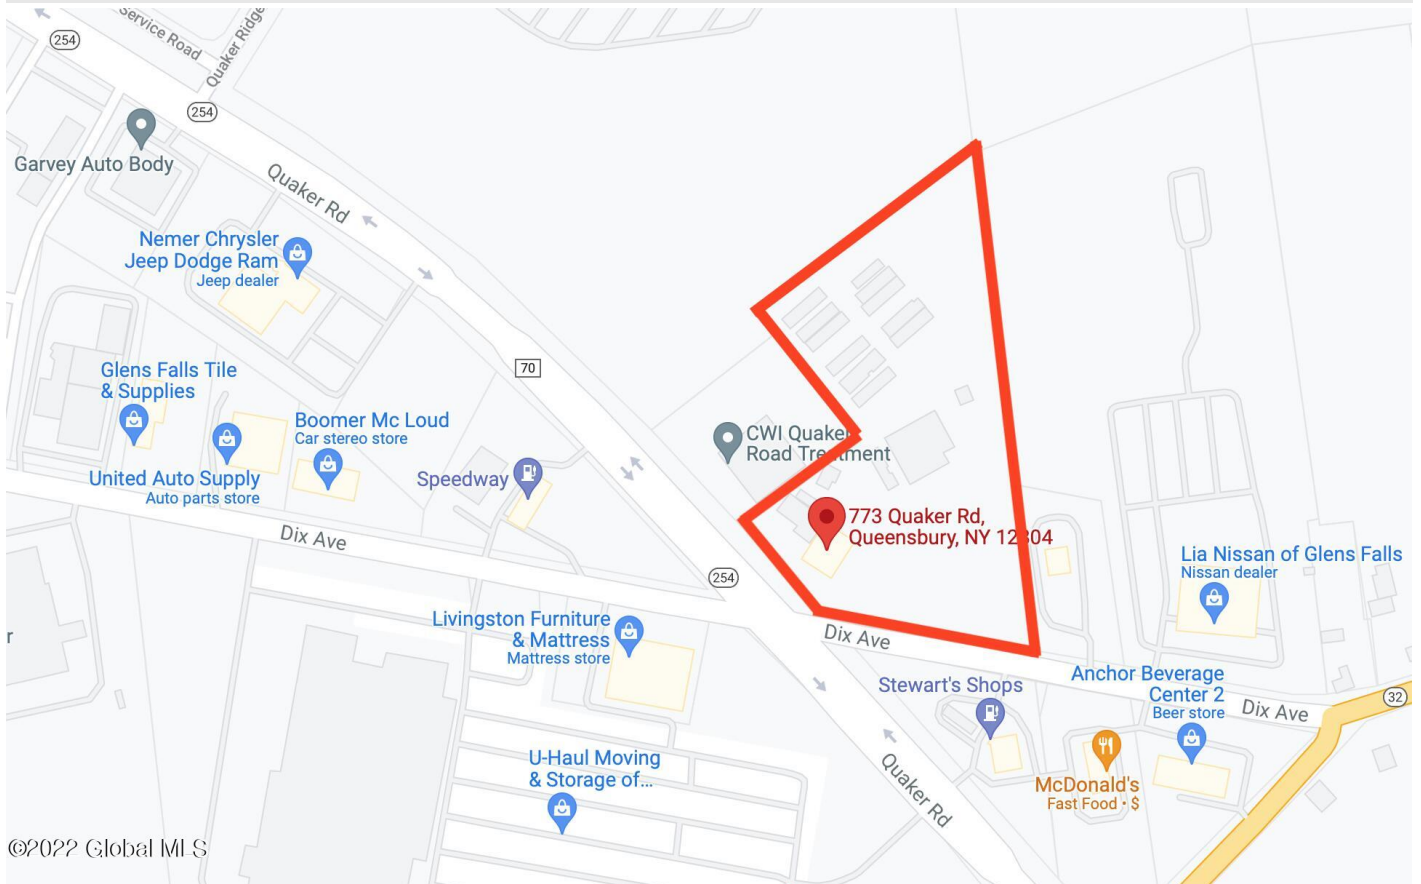 254
Service Road
Quaker Ridge
254
Garvey Auto Body
Quaker Rd
Nemer Chrysler
Jeep Dodge Ram
Jeep dealer
70
Glens Falls Tile
& Supplies
Boomer Mc Loud
Car stereo store
United Auto Supply
Auto parts store
Speedway
CWI Quaker
Road Treatment
773 Quaker Rd,
Queensbury, NY 12804
Dix Ave
Lia Nissan of Glens Falls
Nissan dealer
254
Livingston Furniture
& Mattress
Mattress store
r
Dix Ave
Stewart's Shops
Anchor Beverage
Center 2
Beer store
32
Dix Ave
U-Haul Moving
& Storage of...
Quaker Rd
McDonald's
Fast Food • $
©2022 Global MLS